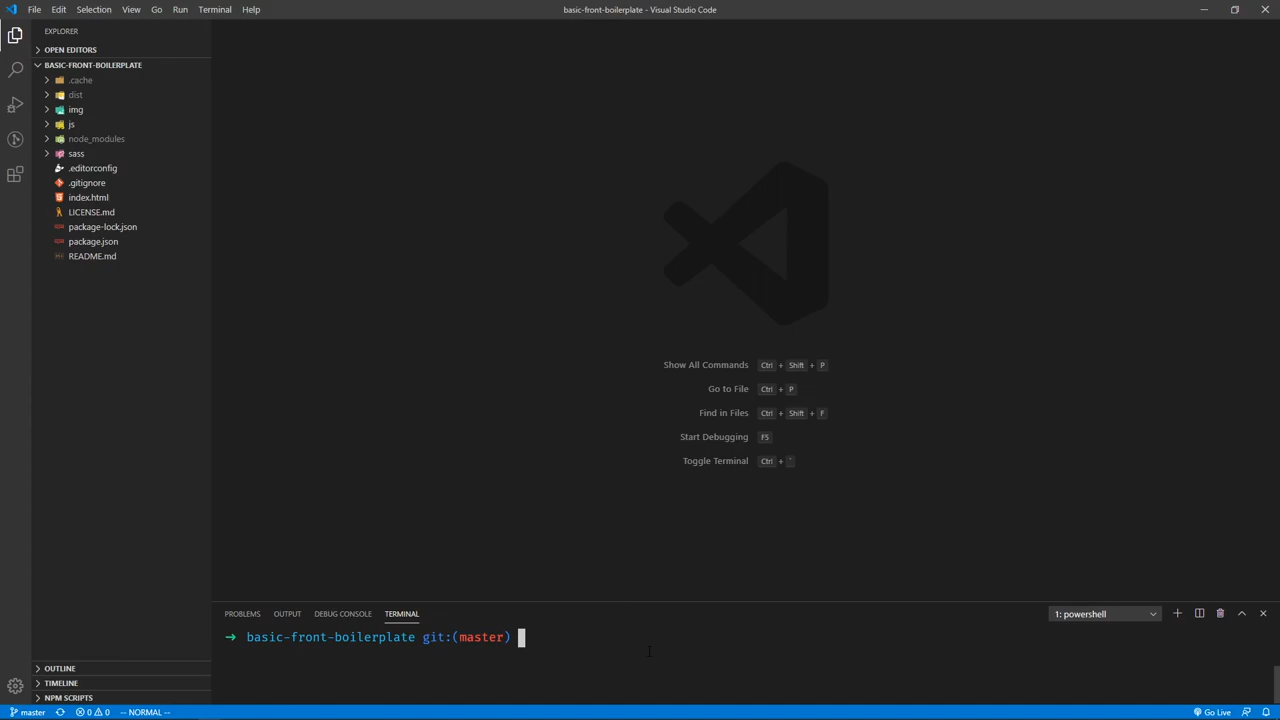 File Edit Selection View Go Run Terminal Help
basic-front-boilerplate - Visual Studio Code
EXPLORER
OPEN EDITORS
BASIC-FRONT-BOILERPLATE
.cache
dist
img
js
node_modules
sass
.editorconfig
.gitignore
index.html
LICENSE.md
package-lock.json
package.json
README.md
Show All Commands Ctrl + Shift + P
Go to File Ctrl + P
Find in Files Ctrl + Shift + F
Start Debugging F5
Toggle Terminal Ctrl + `
PROBLEMS OUTPUT DEBUG CONSOLE TERMINAL
1: powershell
→ basic-front-boilerplate git:(master)
OUTLINE
TIMELINE
NPM SCRIPTS
master 0 0 -- NORMAL -- Go Live